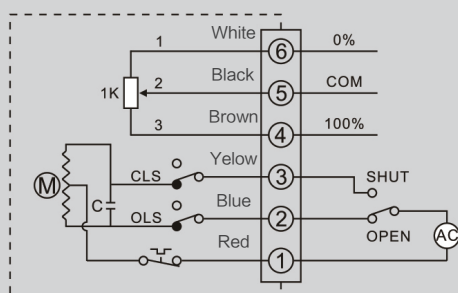 1 White 6 0%
1K 2 Black 5 COM
3 Brown 4 100%
CLS Yelow 3 SHUT
M C OLS Blue 2 OPEN
Red 1 AC